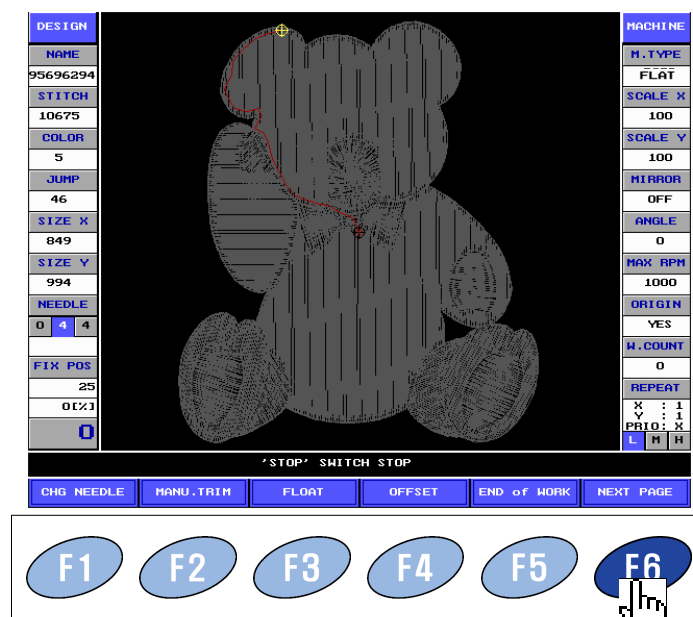 DESIGN
NAME
95696294
STITCH
10675
COLOR
5
JUMP
46
SIZE X
849
SIZE Y
994
NEEDLE
0 4 4
FIX POS
25
0[%]
0
MACHINE
M.TYPE
FLAT
SCALE X
100
SCALE Y
100
MIRROR
OFF
ANGLE
0
MAX RPM
1000
ORIGIN
YES
W.COUNT
0
REPEAT
X : 1
Y : 1
PRIO: X
L M H
'STOP' SWITCH STOP
CHG NEEDLE MANU.TRIM FLOAT OFFSET END of WORK NEXT PAGE
F1 F2 F3 F4 F5 F6